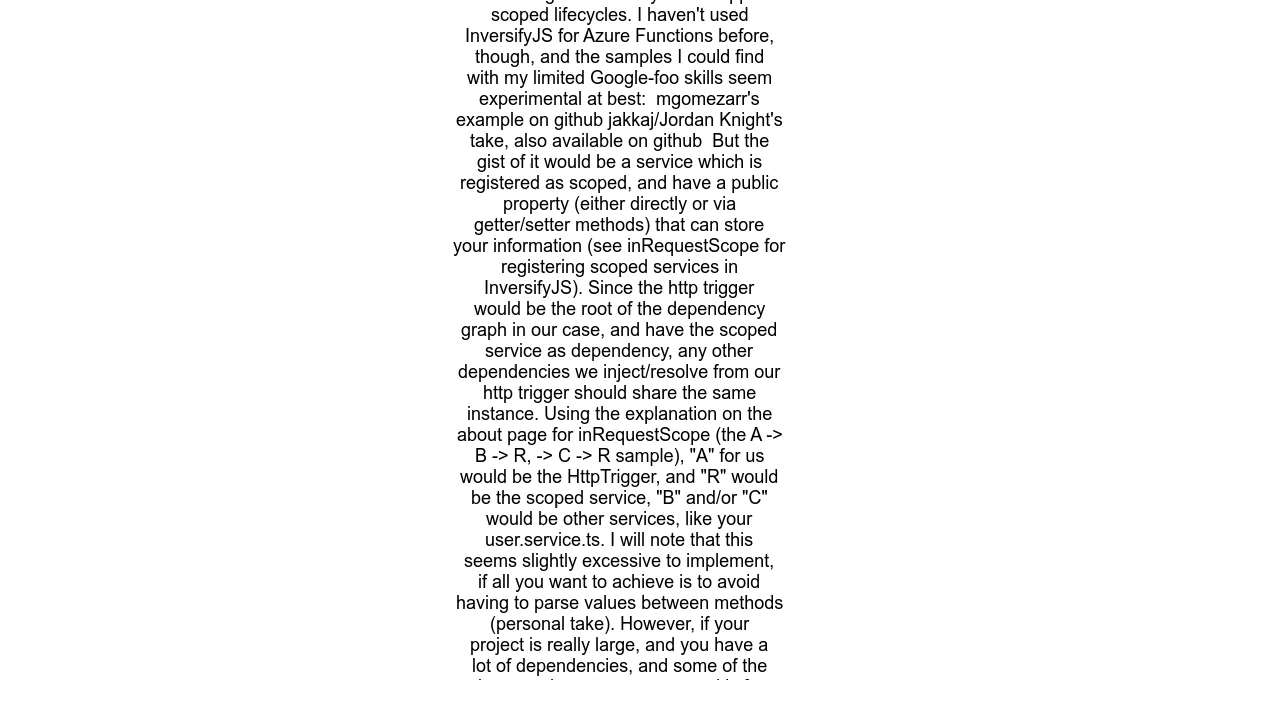 scoped lifecycles. I haven't used
InversifyJS for Azure Functions before,
though, and the samples I could find
with my limited Google-foo skills seem
experimental at best:  mgomezarr's
example on github jakkaj/Jordan Knight's
take, also available on github  But the
gist of it would be a service which is
registered as scoped, and have a public
property (either directly or via
getter/setter methods) that can store
your information (see inRequestScope for
registering scoped services in
InversifyJS). Since the http trigger
would be the root of the dependency
graph in our case, and have the scoped
service as dependency, any other
dependencies we inject/resolve from our
http trigger should share the same
instance. Using the explanation on the
about page for inRequestScope (the A ->
B -> R, -> C -> R sample), "A" for us
would be the HttpTrigger, and "R" would
be the scoped service, "B" and/or "C"
would be other services, like your
user.service.ts. I will note that this
seems slightly excessive to implement,
if all you want to achieve is to avoid
having to parse values between methods
(personal take). However, if your
project is really large, and you have a
lot of dependencies, and some of the